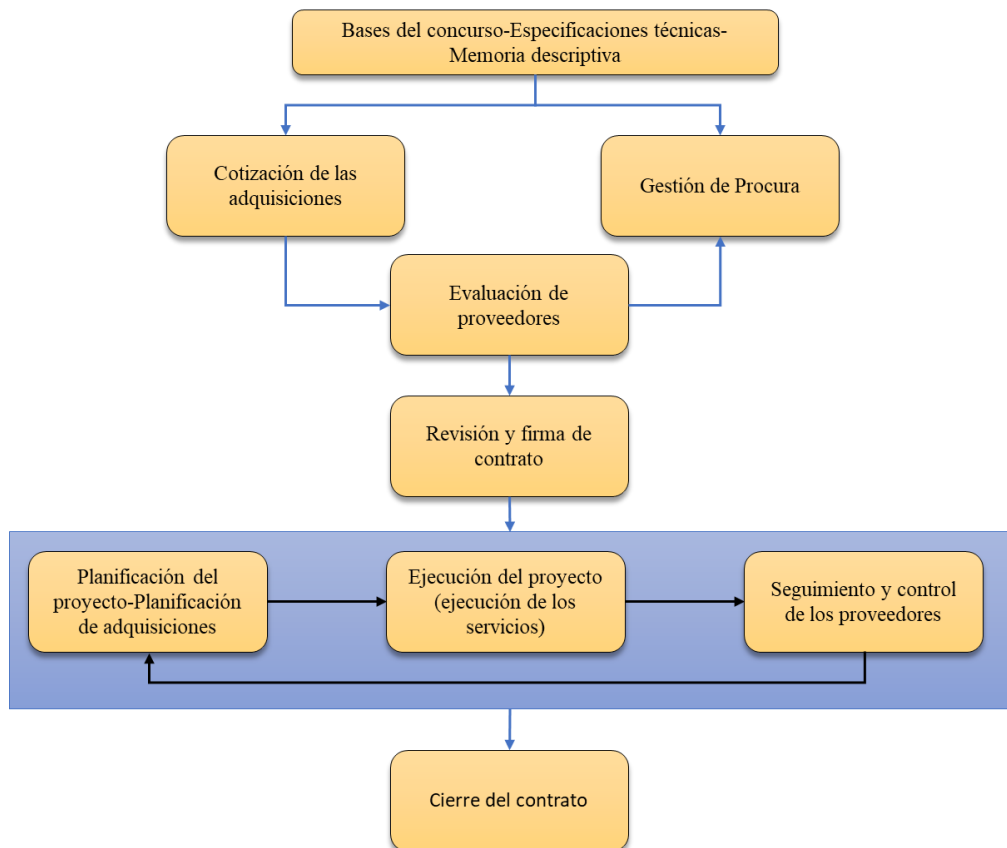 Bases del concurso-Especificaciones técnicas-
Memoria descriptiva
Cotización de las
adquisiciones
Gestión de Procura
Evaluación de
proveedores
Revisión y firma de
contrato
Planificación del
proyecto-Planificación
de adquisiciones
Ejecución del proyecto
(ejecución de los
servicios)
Seguimiento y control
de los proveedores
Cierre del contrato